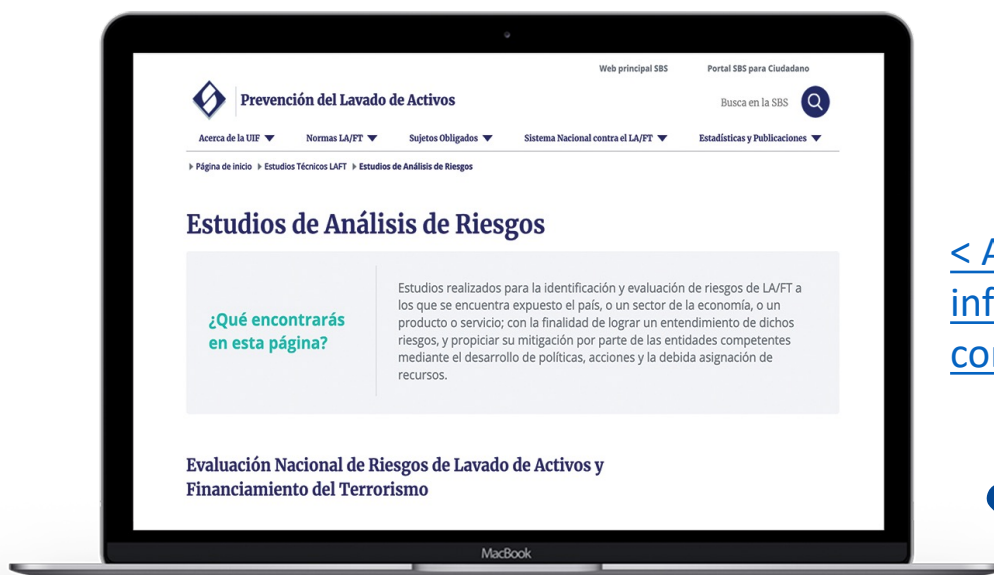 Web principal SBS
Portal SBS para Ciudadano
Prevención del Lavado de Activos
Busca en la SBS
Acerca de la UIF
Normas LA/FT
Sujetos Obligados
Sistema Nacional contra el LA/FT
Estadísticas y Publicaciones
Página de inicio
Estudios Técnicos LAFT
Estudios de Análisis de Riesgos
Estudios de Análisis de Riesgos
¿Qué encontrarás
en esta página?
Estudios realizados para la identificación y evaluación de riesgos de LA/FT a
los que se encuentra expuesto el país, o un sector de la economía, o un
producto o servicio; con la finalidad de lograr un entendimiento de dichos
riesgos, y propiciar su mitigación por parte de las entidades competentes
mediante el desarrollo de políticas, acciones y la debida asignación de
recursos.
Evaluación Nacional de Riesgos de Lavado de Activos y
Financiamiento del Terrorismo
MacBook